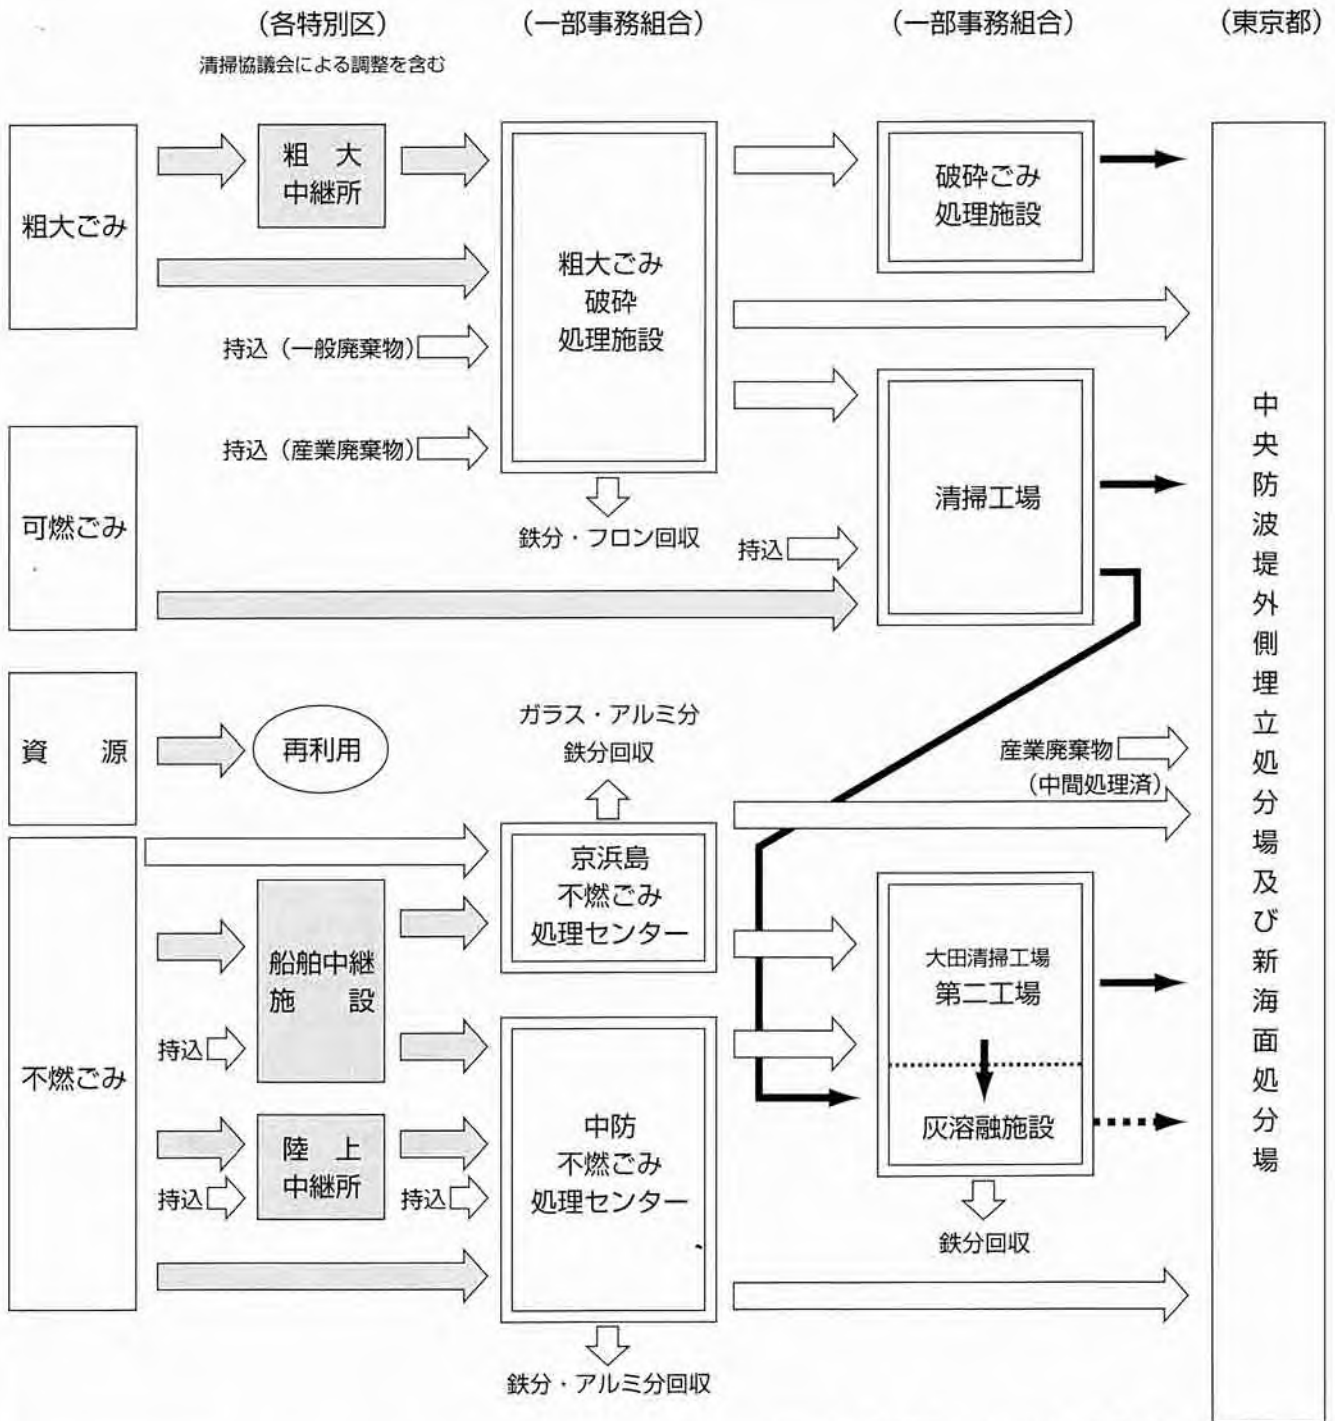 (各特別区)
(一部事務組合)
(一部事務組合)
(東京都)
清掃協議会による調整を含む
粗大ごみ
粗 大
中継所
粗大ごみ
破砕
処理施設
破砕ごみ
処理施設
持込(一般廃棄物)
持込(産業廃棄物)
鉄分・フロン回収
可燃ごみ
持込
清掃工場
資 源
再利用
ガラス・アルミ分
鉄分回収
産業廃棄物
(中間処理済)
不燃ごみ
船舶中継
施 設
持込
陸 上
中継所
持込
持込
京浜島
不燃ごみ
処理センター
中防
不燃ごみ
処理センター
鉄分・アルミ分回収
大田清掃工場
第二工場
灰溶融施設
鉄分回収
中央防波堤外側埋立処分場及び新海面処分場